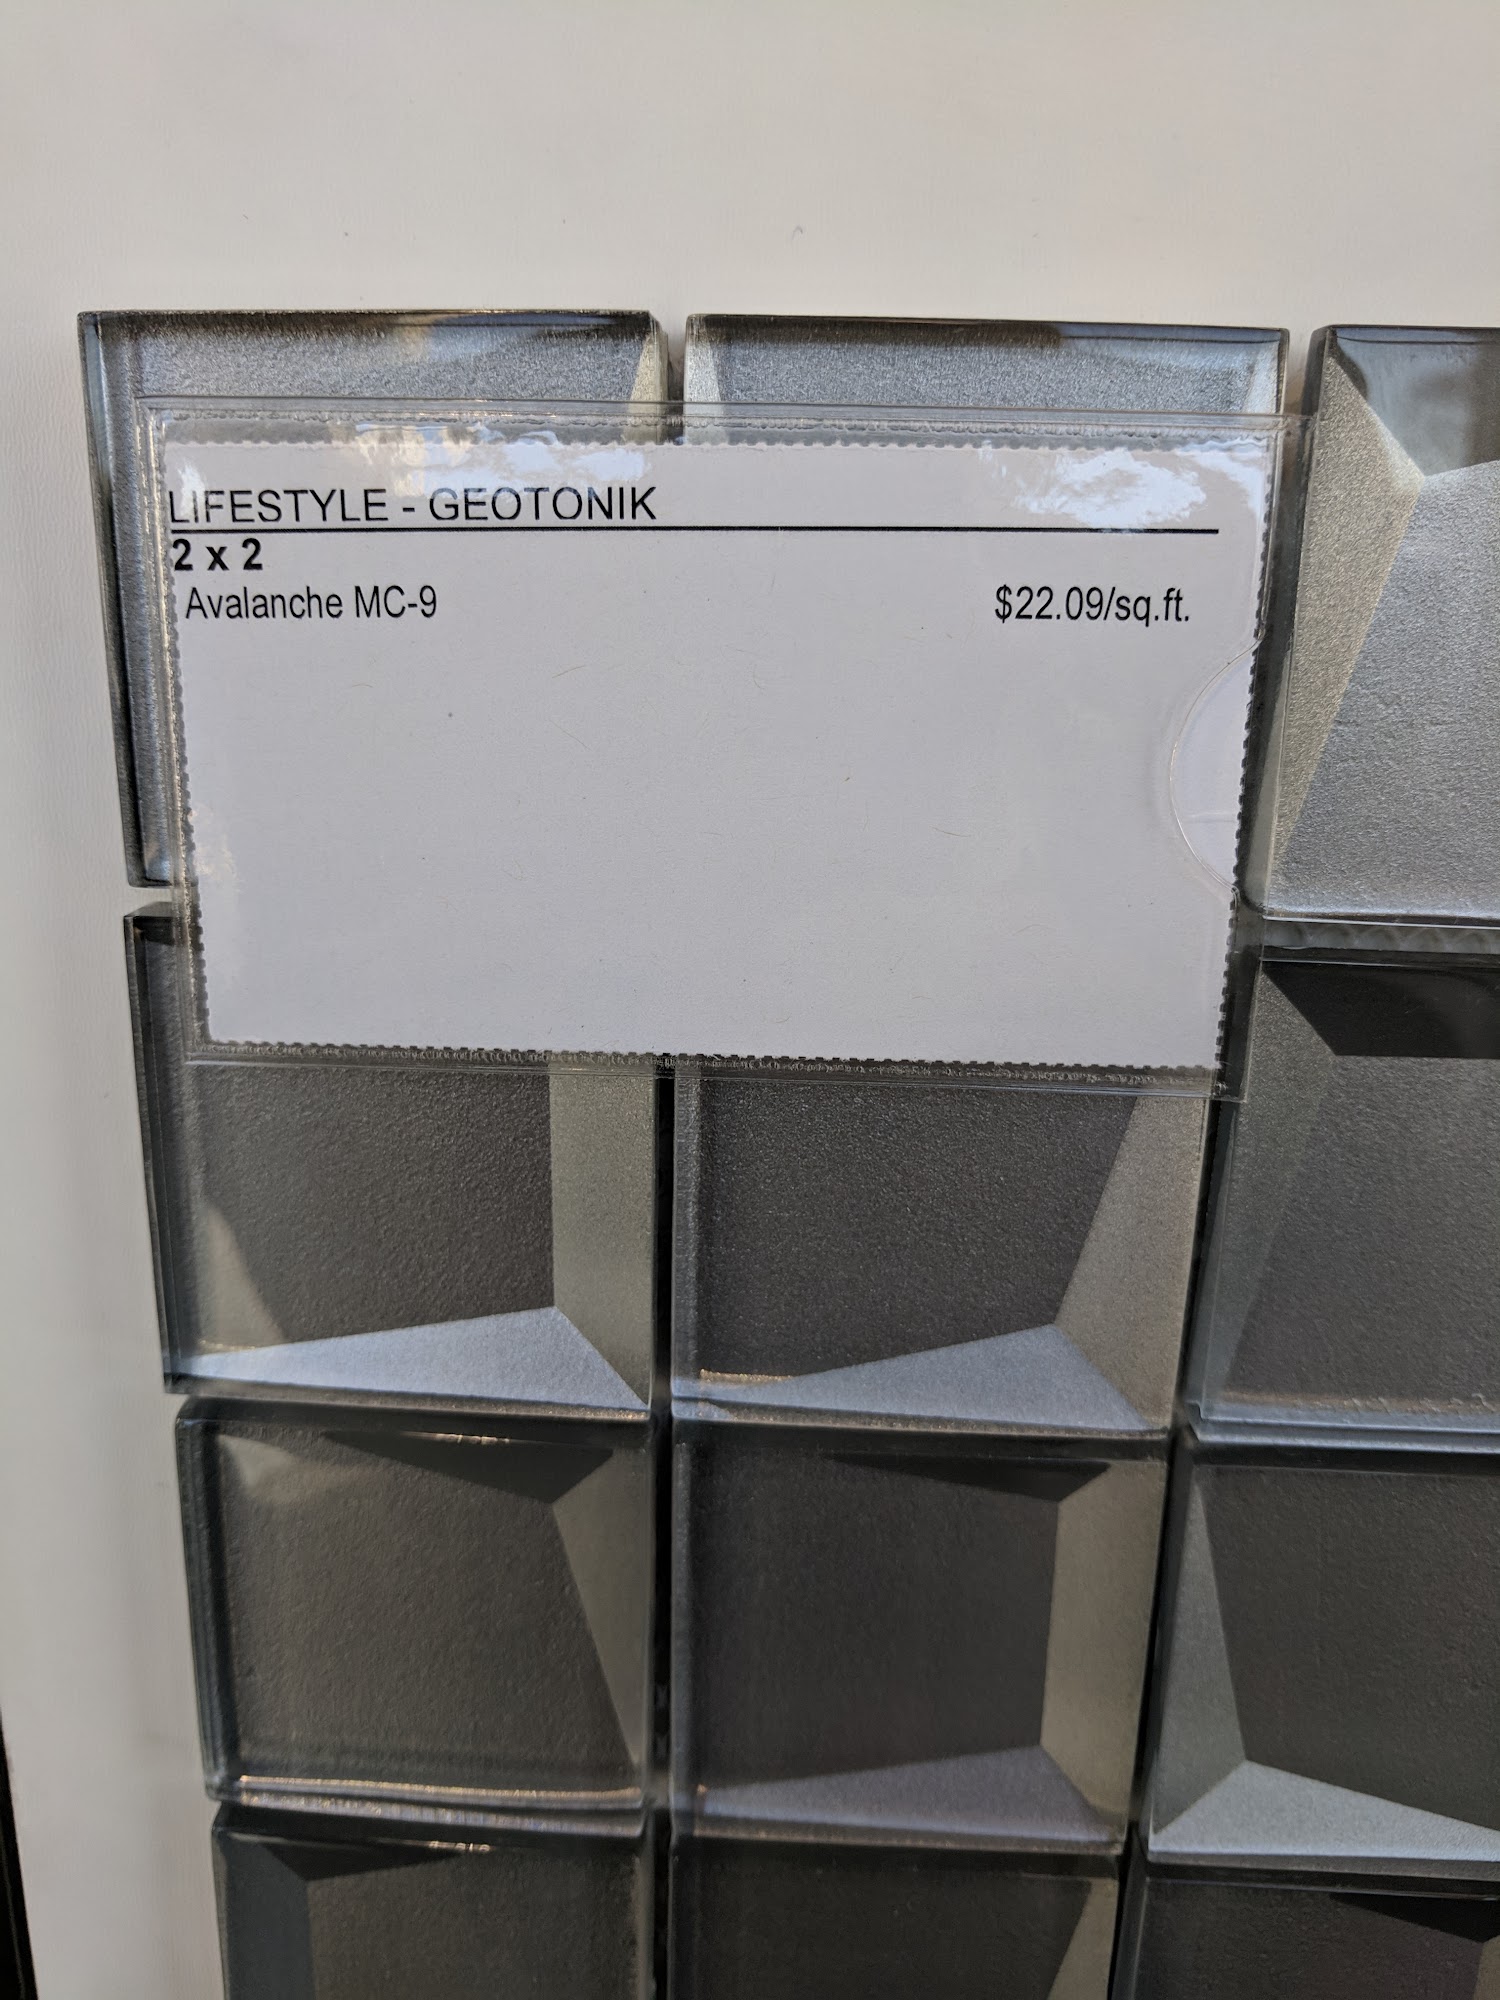 LIFESTYLE - GEOTONIK
2 x 2
Avalanche MC-9 $22.09/sq.ft.